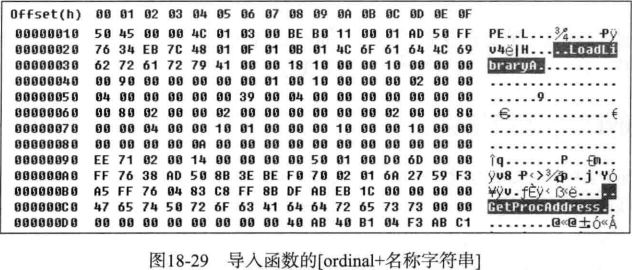 Offset(h) 00 01 02 03 04 05 06 07 08 09 0A 0B 0C 0D 0E 0F
00000010 50 45 00 00 4C 01 03 00 BE B0 11 00 01 AD 50 FF PE..L...¾°...­Pÿ
00000020 76 34 EB 7C 48 01 0F 01 0B 01 4C 6F 61 64 4C 69 v4ë|H.....LoadLi
00000030 62 72 61 72 79 41 00 00 18 10 00 00 10 00 00 00 braryA..........
00000040 00 90 00 00 00 00 00 01 00 10 00 00 00 02 00 00 ................
00000050 04 00 00 00 00 00 39 00 04 00 00 00 00 00 00 00 ......9.........
00000060 00 80 02 00 00 02 00 00 00 00 00 00 02 00 00 80 .€.............€
00000070 00 00 04 00 00 10 01 00 00 00 10 00 00 10 00 00 ................
00000080 00 00 00 00 0A 00 00 00 00 00 00 00 00 00 00 00 ................
00000090 EE 71 02 00 14 00 00 00 00 50 01 00 D0 6D 00 00 îq.......P..Ðm..
000000A0 FF 76 38 AD 50 8B 3E BE F0 70 02 01 6A 27 59 F3 ÿv8­P‹>¾ðp..j'Yó
000000B0 A5 FF 76 04 83 C8 FF 8B DF AB EB 1C 00 00 00 00 ¥ÿv.ƒÈÿ‹ß«ë.....
000000C0 47 65 74 50 72 6F 63 41 64 64 72 65 73 73 00 00 GetProcAddress..
000000D0 00 00 00 00 00 00 00 00 40 AB 40 B1 04 F3 AB C1 ........@«@±.ó«Á
图18-29 导入函数的[ordinal+名称字符串]